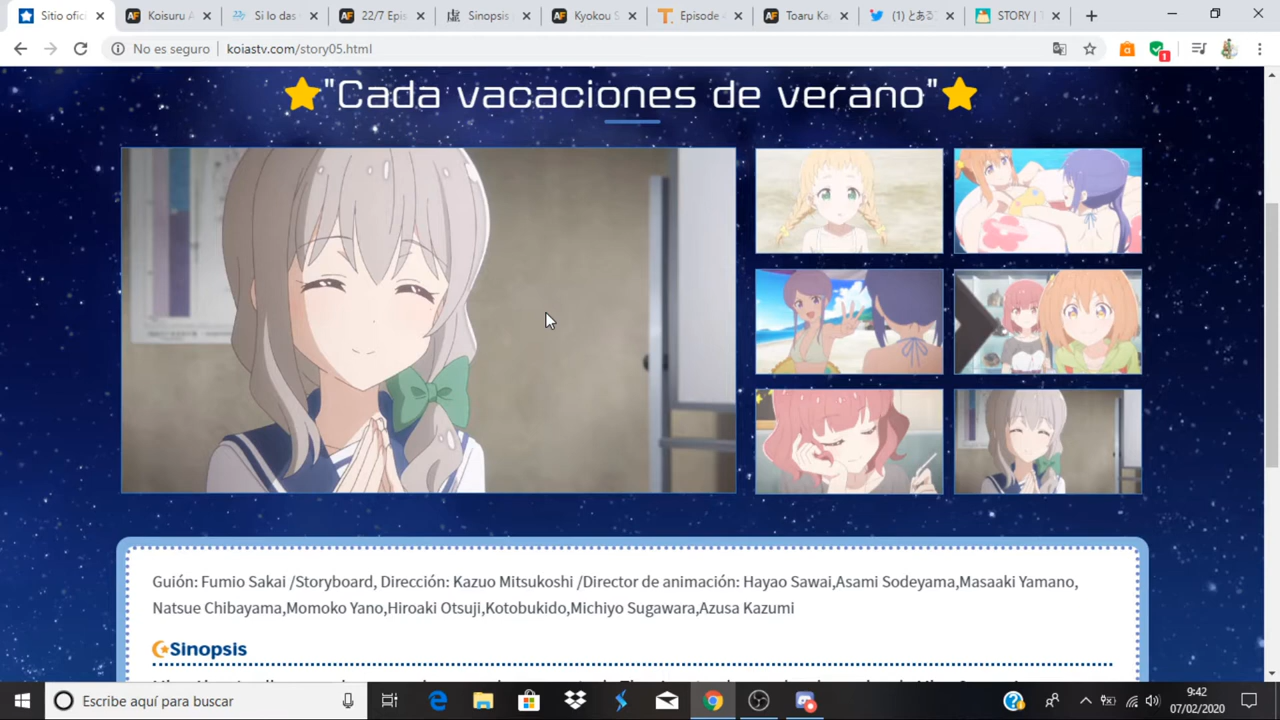 Sitio ofici
Koisuru A
Si lo das
22/7 Epis
Sinopsis
Kyokou S
Episode
Toaru Ka
(1) とある
STORY | T
No es seguro
koiastv.com/story05.html
1
"Cada vacaciones de verano"
Guión: Fumio Sakai /Storyboard, Dirección: Kazuo Mitsukoshi /Director de animación: Hayao Sawai,Asami Sodeyama,Masaaki Yamano,
Natsue Chibayama,Momoko Yano,Hiroaki Otsuji,Kotobukido,Michiyo Sugawara,Azusa Kazumi
Sinopsis
Escribe aquí para buscar
9:42
07/02/2020